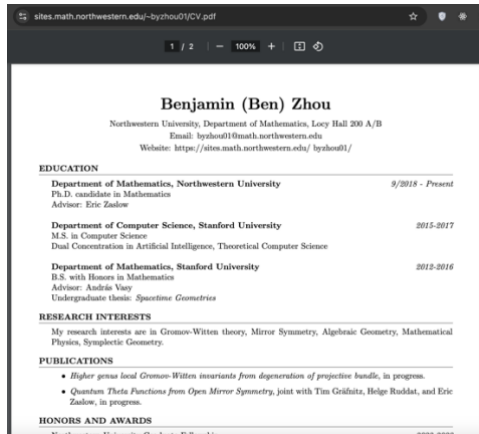 sites.math.northwestern.edu/~byzhou01/CV.pdf
1 / 2 | − 100% + |
Benjamin (Ben) Zhou
Northwestern University, Department of Mathematics, Locy Hall 200 A/B
Email: byzhou01@math.northwestern.edu
Website: https://sites.math.northwestern.edu/ byzhou01/
EDUCATION
Department of Mathematics, Northwestern University 9/2018 - Present
Ph.D. candidate in Mathematics
Advisor: Eric Zaslow
Department of Computer Science, Stanford University 2015-2017
M.S. in Computer Science
Dual Concentration in Artificial Intelligence, Theoretical Computer Science
Department of Mathematics, Stanford University 2012-2016
B.S. with Honors in Mathematics
Advisor: András Vasy
Undergraduate thesis: Spacetime Geometries
RESEARCH INTERESTS
My research interests are in Gromov-Witten theory, Mirror Symmetry, Algebraic Geometry, Mathematical
Physics, Symplectic Geometry.
PUBLICATIONS
• Higher genus local Gromov-Witten invariants from degeneration of projective bundle, in progress.
• Quantum Theta Functions from Open Mirror Symmetry, joint with Tim Gräfnitz, Helge Ruddat, and Eric
Zaslow, in progress.
HONORS AND AWARDS